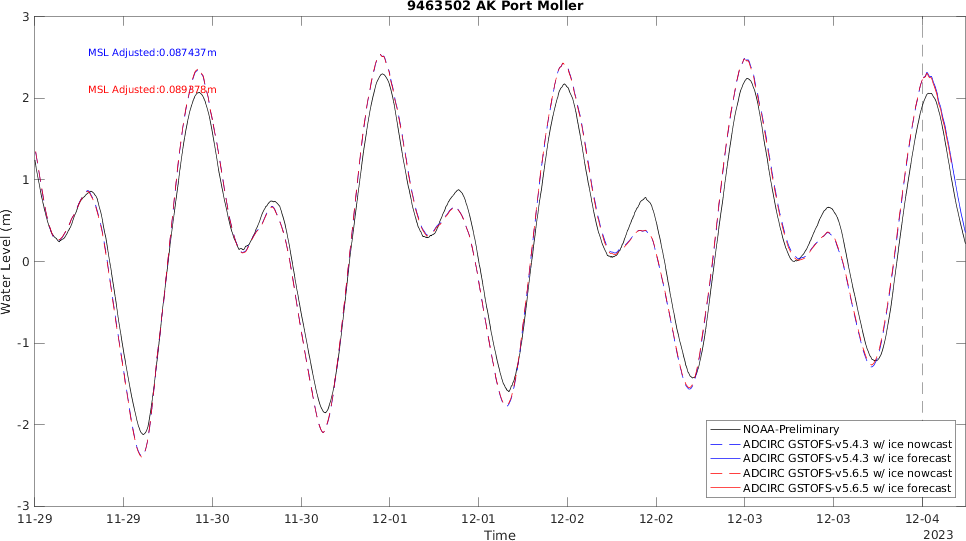 9463502 AK Port Moller
MSL Adjusted:0.087437m
MSL Adjusted:0.089378m
Water Level (m)
3
2
1
0
-1
-2
-3
NOAA-Preliminary
ADCIRC GSTOFS-v5.4.3 w/ ice nowcast
ADCIRC GSTOFS-v5.4.3 w/ ice forecast
ADCIRC GSTOFS-v5.6.5 w/ ice nowcast
ADCIRC GSTOFS-v5.6.5 w/ ice forecast
11-29 11-29 11-30 11-30 12-01 12-01 12-02 12-02 12-03 12-03 12-04
Time
2023